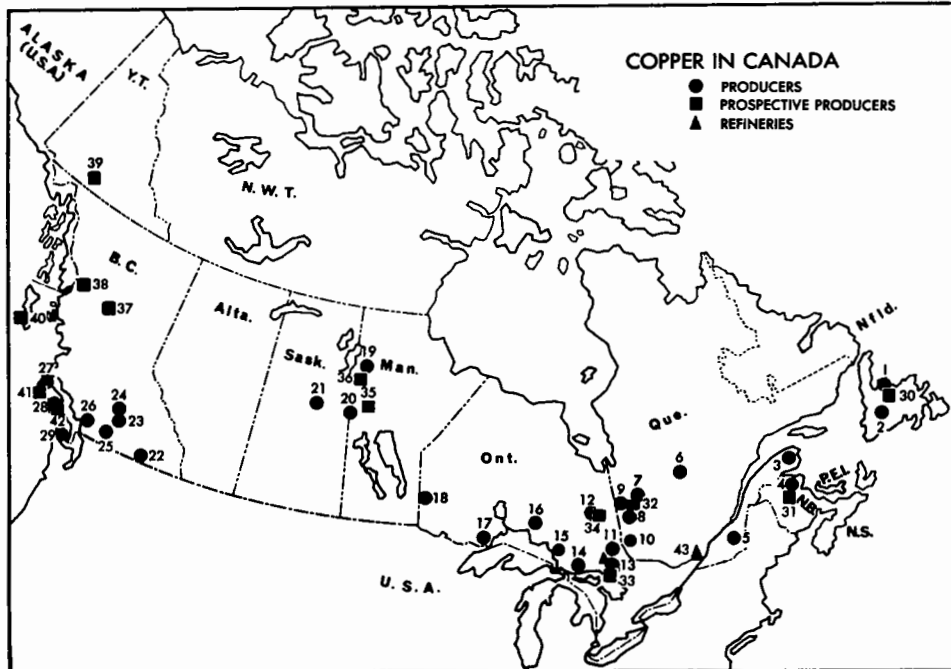 COPPER IN CANADA
PRODUCERS
PROSPECTIVE PRODUCERS
REFINERIES
ALASKA
(U.S.A.)
Y.T.
39
N.W.T.
B.C.
38
37
40
Alta.
Sask.
Man.
19
36
35
21
20
27
41
28
42
29
26
24
23
25
22
Ont.
18
17
16
15
14
12
34
11
13
33
Que.
6
7
9
32
8
10
43
5
Nfld.
1
30
2
3
4
31
P.E.I.
N.B.
N.S.
U.S.A.